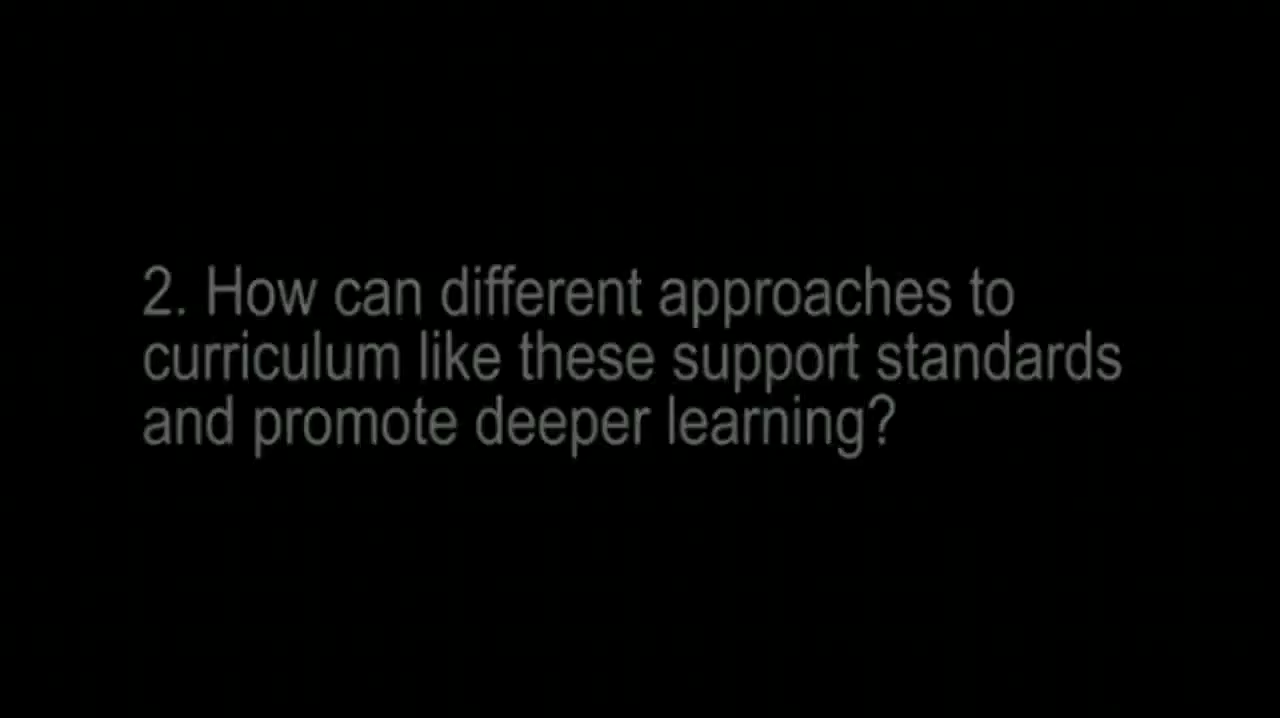 2. How can different approaches to
curriculum like these support standards
and promote deeper learning?